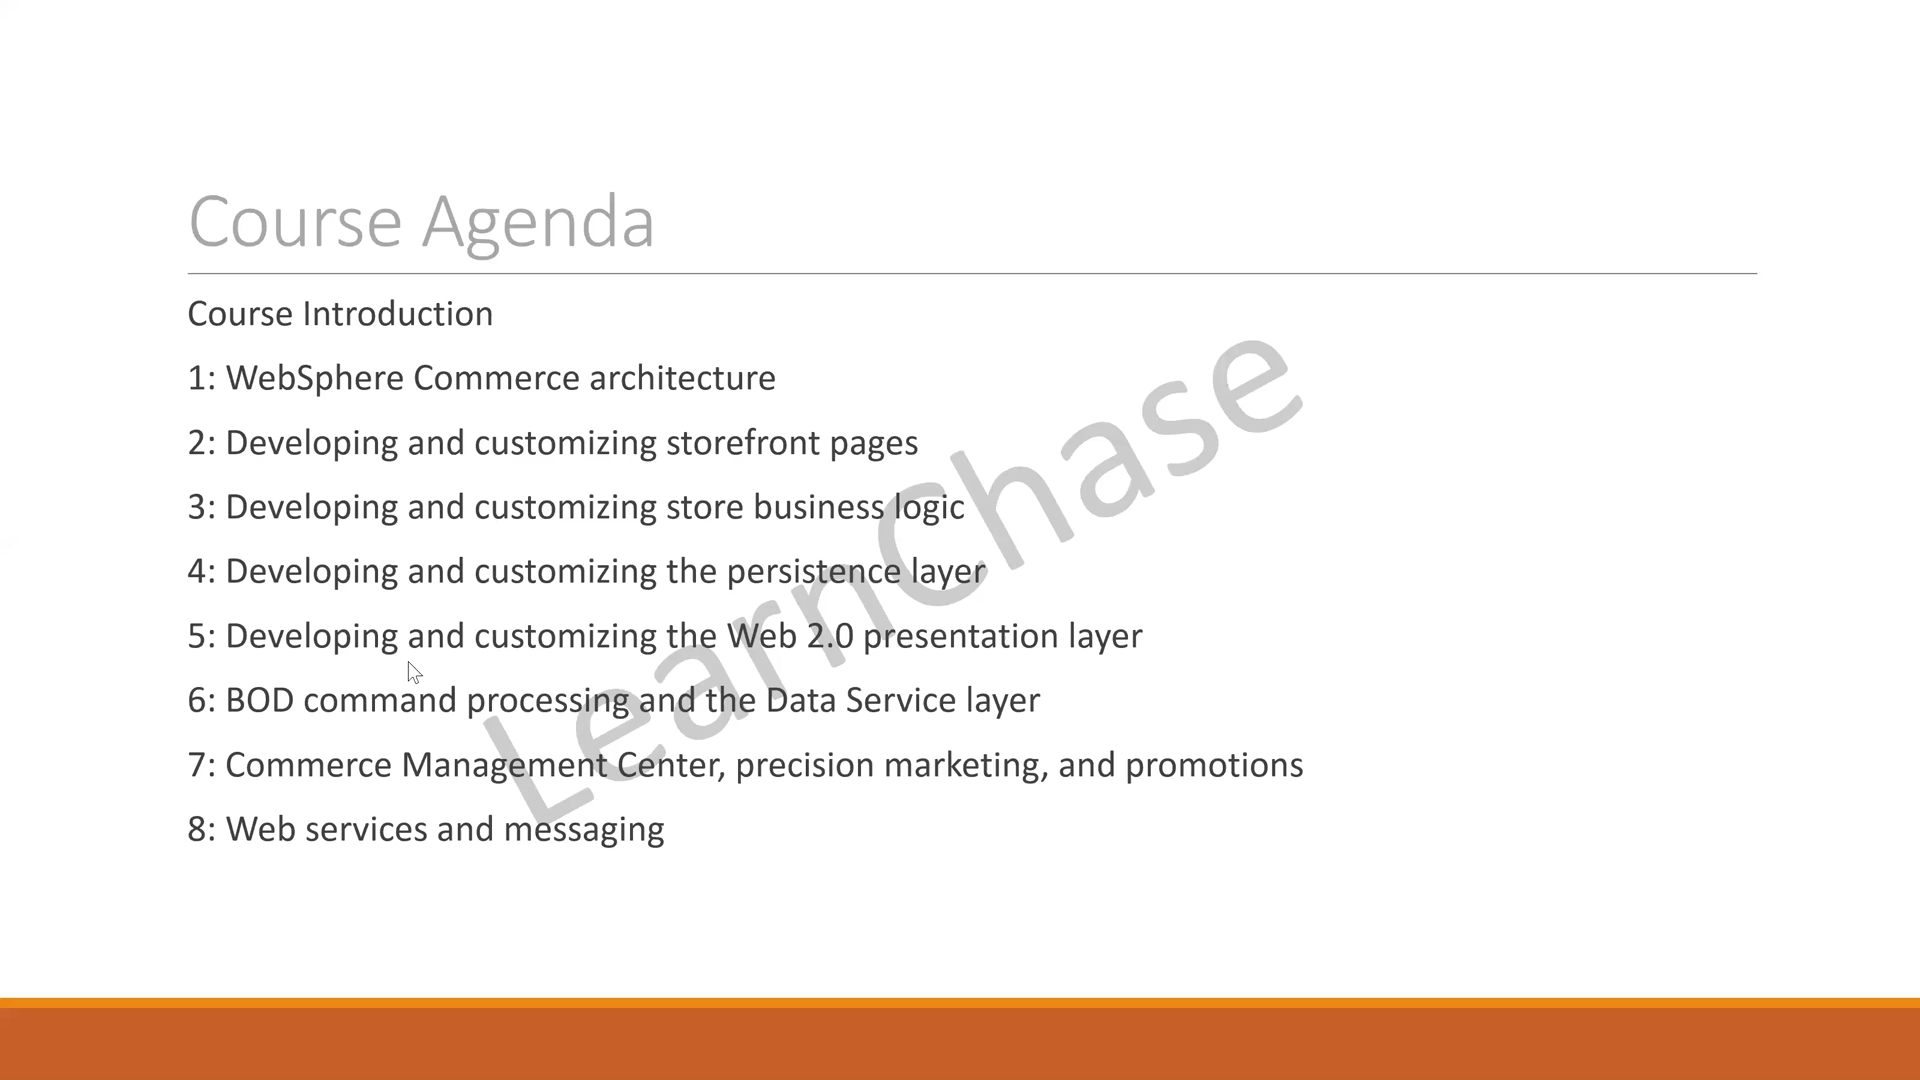 Course Agenda
Course Introduction
1: WebSphere Commerce architecture
2: Developing and customizing storefront pages
3: Developing and customizing store business logic
4: Developing and customizing the persistence layer
5: Developing and customizing the Web 2.0 presentation layer
6: BOD command processing and the Data Service layer
7: Commerce Management Center, precision marketing, and promotions
8: Web services and messaging
LearnChase